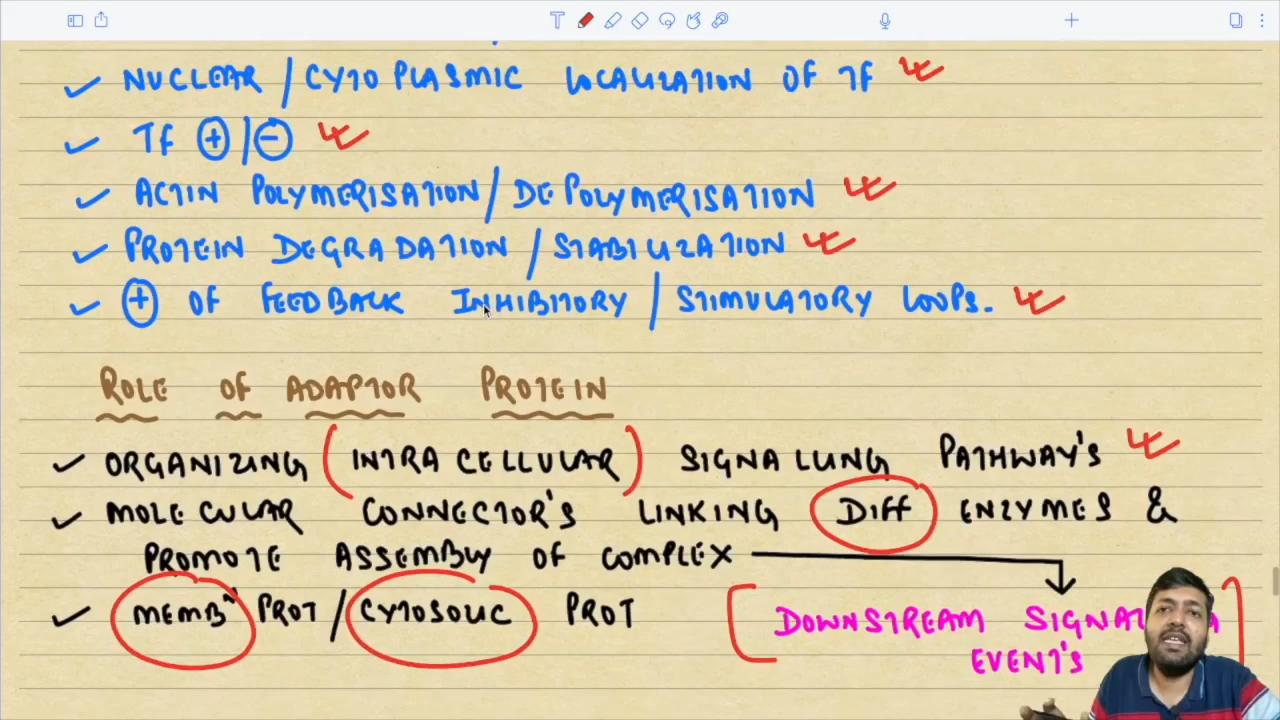 NUCLEAR / CYTOPLASMIC LOCALIZATION OF TF
TF + / -
ACTIN POLYMERISATION / DEPOLYMERISATION
PROTEIN DEGRADATION / STABILIZATION
+ OF FEEDBACK INHIBITORY / STIMULATORY LOOPS.
ROLE OF ADAPTOR PROTEIN
ORGANIZING (INTRA CELLULAR) SIGNALLING PATHWAY'S
MOLECULAR CONNECTOR'S LINKING DIFF ENZYMES &
PROMOTE ASSEMBLY OF COMPLEX
MEMB PROT / CYTOSOLIC PROT
[DOWNSTREAM
EVENT'S]